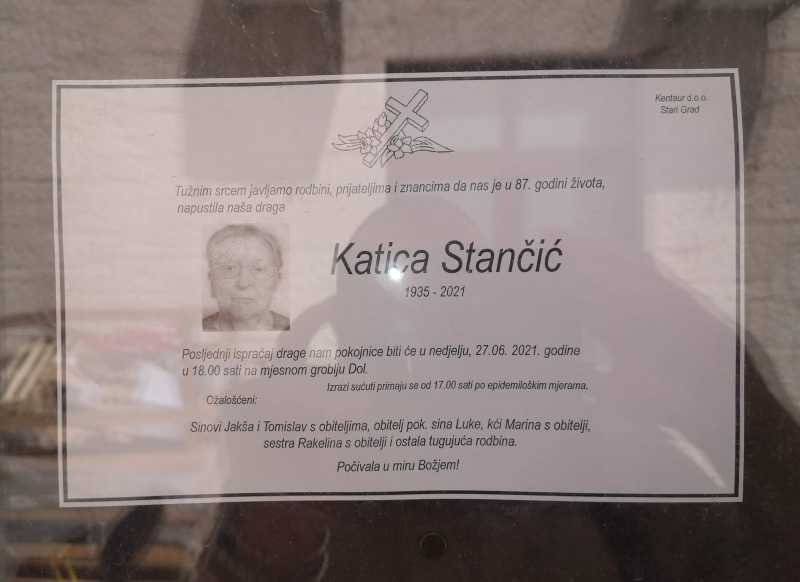 Kentaur d.o.o.
Stari Grad
Tužnim srcem javljamo rodbini, prijateljima i znancima da nas je u 87. godini života,
napustila naša draga
Katica Stančić
1935 - 2021
Posljednji ispraćaj drage nam pokojnice biti će u nedjelju, 27.06. 2021. godine
u 18.00 sati na mjesnom groblju Dol.
Izrazi sućuti primaju se od 17.00 sati po epidemiološkim mjerama.
Ožalošćeni:
Sinovi Jakša i Tomislav s obiteljima, obitelj pok. sina Luke, kći Marina s obitelji,
sestra Rakelina s obitelji i ostala tugujuća rodbina.
Počivala u miru Božjem!